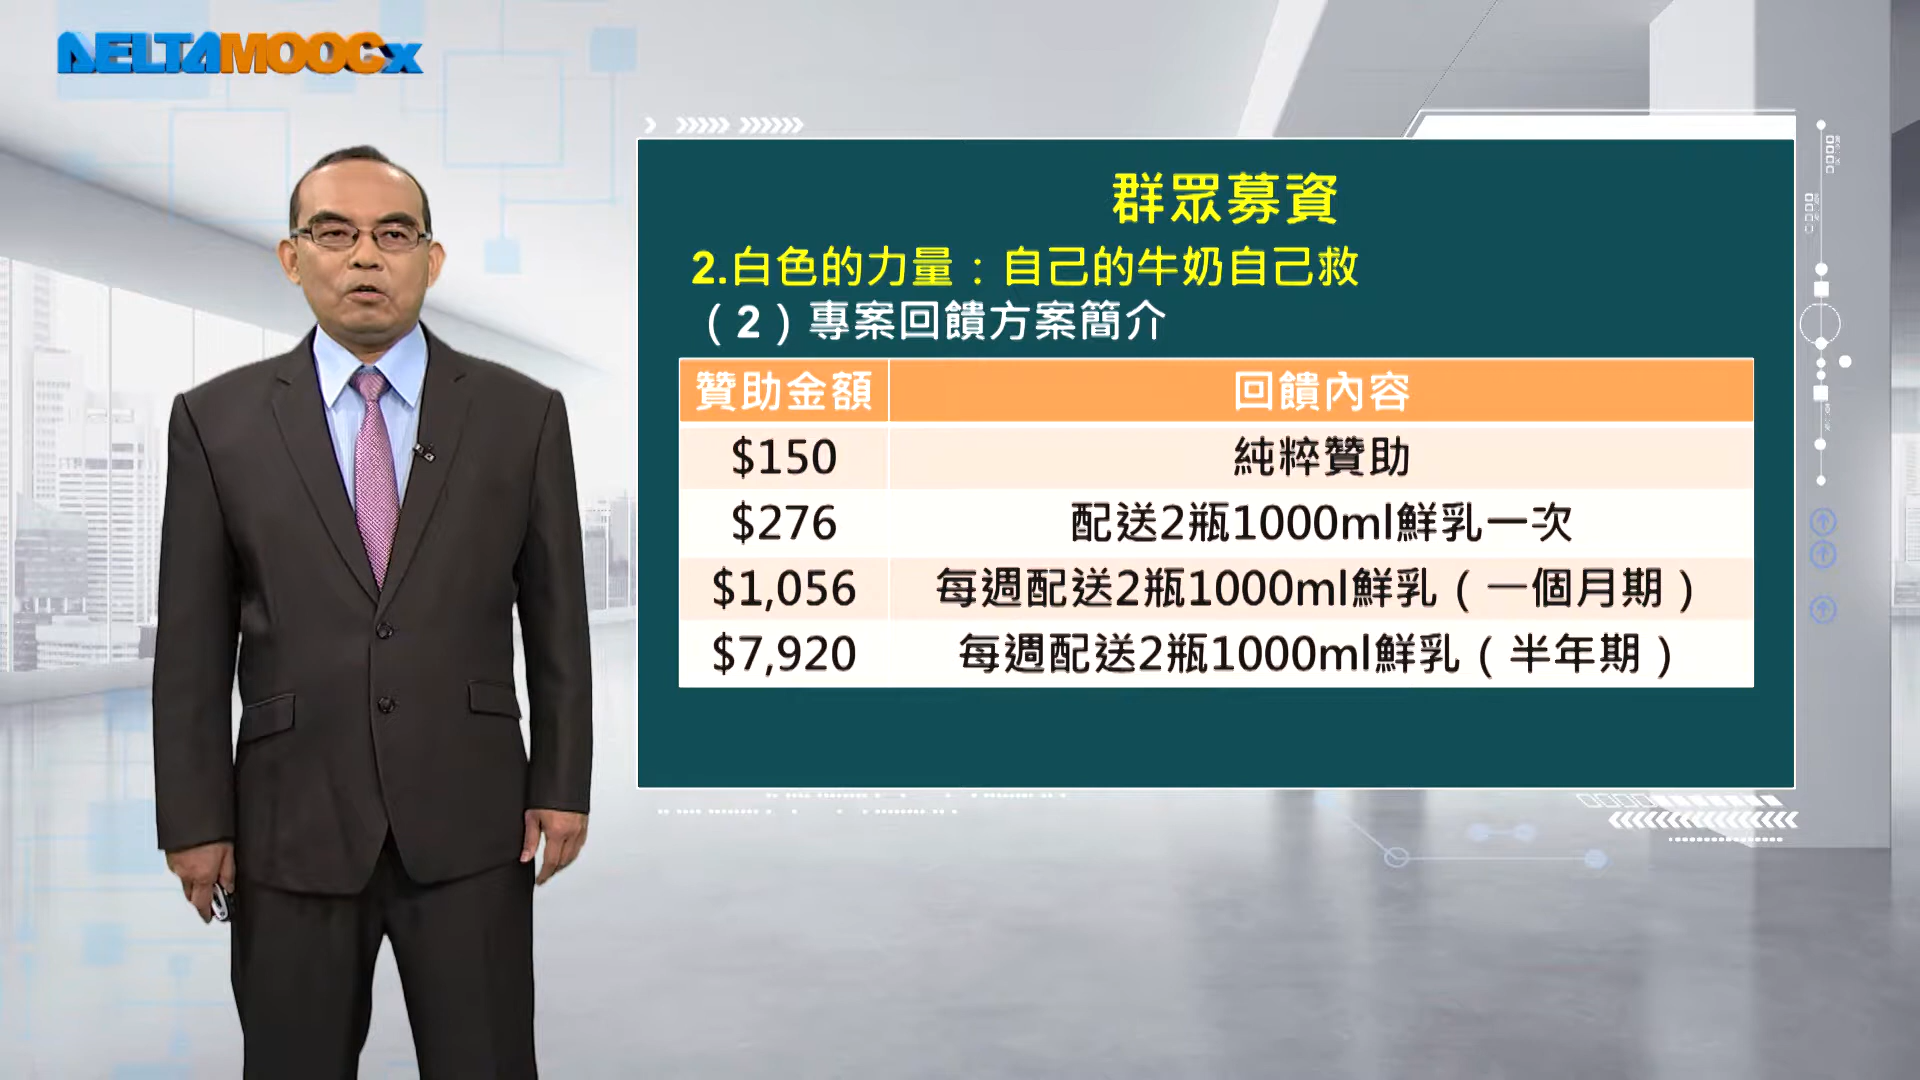 DELTAMOOCx
群眾募資
2.白色的力量：自己的牛奶自己救
（2）專案回饋方案簡介
贊助金額 回饋內容
$150 純粹贊助
$276 配送2瓶1000ml鮮乳一次
$1,056 每週配送2瓶1000ml鮮乳（一個月期）
$7,920 每週配送2瓶1000ml鮮乳（半年期）